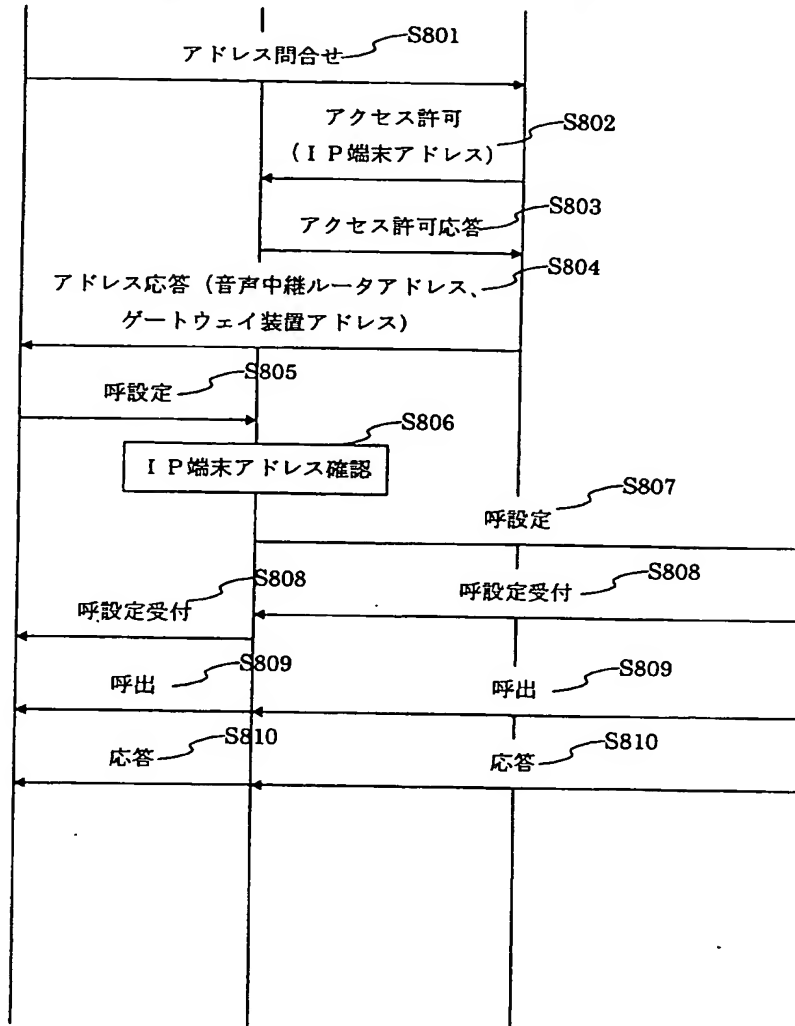 S801
アドレス問合せ
アクセス許可
S802
(IP端末アドレス)
S803
アクセス許可応答
S804
アドレス応答(音声中継ルータアドレス、
ゲートウェイ装置アドレス)
S805
呼設定
S806
IP端末アドレス確認
S807
呼設定
S808
呼設定受付
S808
呼設定受付
S809
呼出
S809
呼出
S810
応答
S810
応答